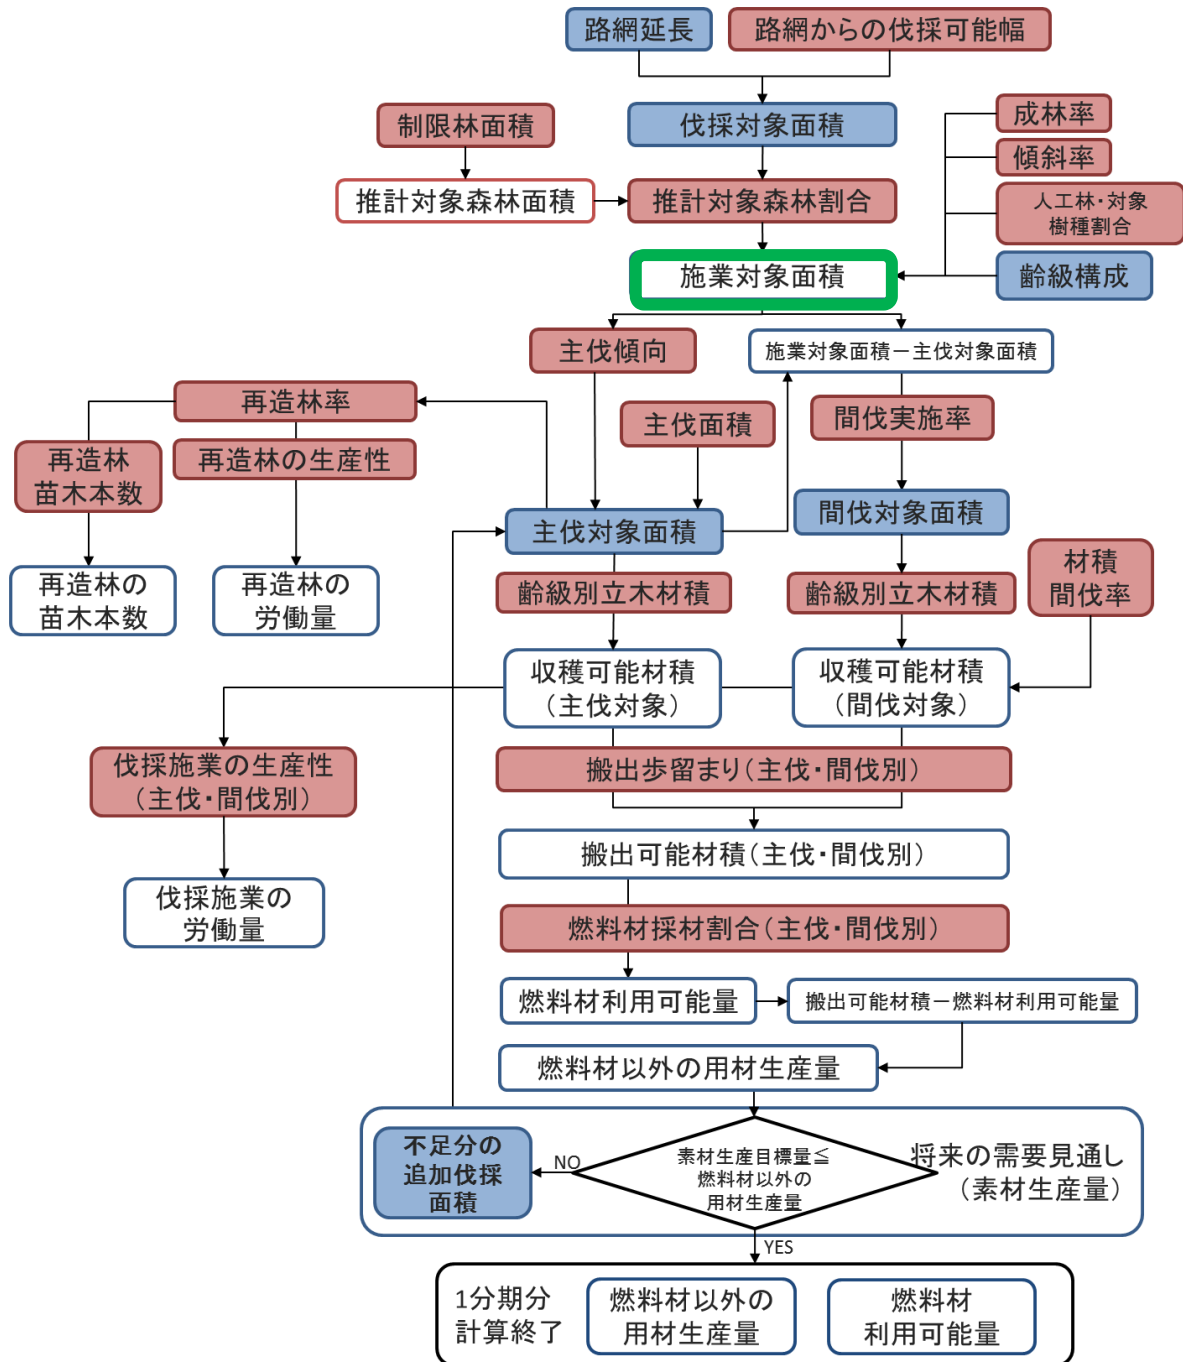 路網延長
路網からの伐採可能幅
制限林面積
伐採対象面積
成林率
傾斜率
推計対象森林面積
推計対象森林割合
人工林・対象
樹種割合
施業対象面積
齢級構成
主伐傾向
施業対象面積－主伐対象面積
再造林率
主伐面積
間伐実施率
再造林
苗木本数
再造林の生産性
主伐対象面積
間伐対象面積
再造林の
苗木本数
再造林の
労働量
齢級別立木材積
齢級別立木材積
材積
間伐率
収穫可能材積
（主伐対象）
収穫可能材積
（間伐対象）
伐採施業の生産性
（主伐・間伐別）
搬出歩留まり（主伐・間伐別）
搬出可能材積（主伐・間伐別）
伐採施業の
労働量
燃料材採材割合（主伐・間伐別）
燃料材利用可能量
搬出可能材積－燃料材利用可能量
燃料材以外の用材生産量
不足分の
追加伐採
面積
NO
素材生産目標量≦
燃料材以外の
用材生産量
将来の需要見通し
（素材生産量）
YES
1分期分
計算終了
燃料材以外の
用材生産量
燃料材
利用可能量